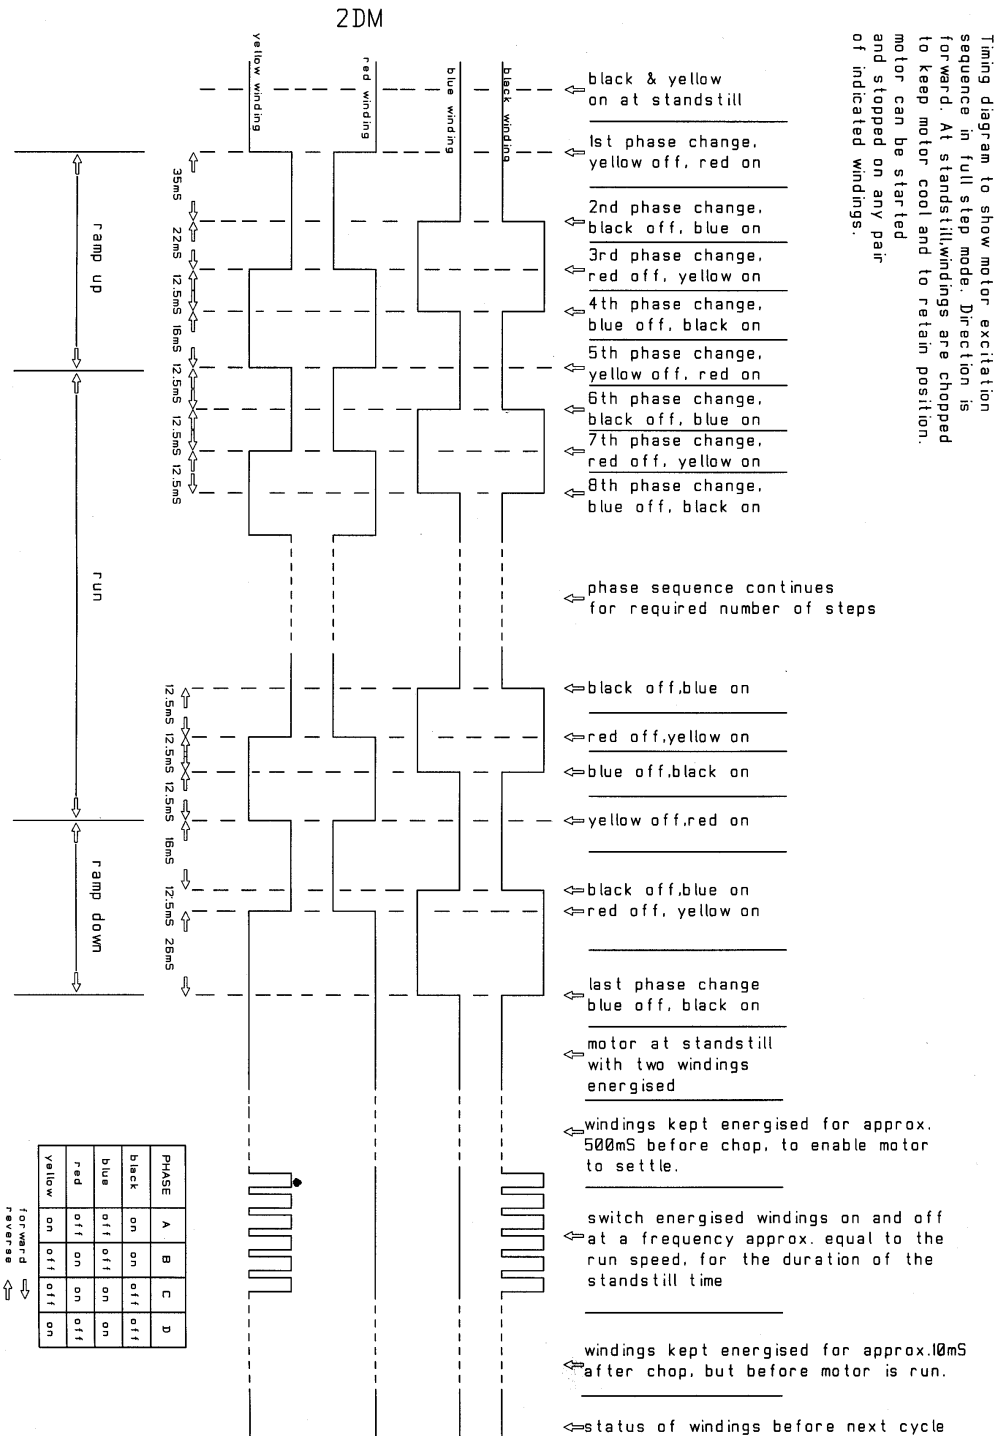 2DM
Timing diagram to show motor excitation
sequence in full step mode. Direction is
forward. At standstill,windings are chopped
to keep motor cool and to retain position.
motor can be started
and stopped on any pair
of indicated windings.
yellow winding
red winding
blue winding
black winding
black & yellow
on at standstill
1st phase change,
yellow off, red on
2nd phase change,
black off, blue on
3rd phase change,
red off, yellow on
4th phase change,
blue off, black on
5th phase change,
yellow off, red on
6th phase change,
black off, blue on
7th phase change,
red off, yellow on
8th phase change,
blue off, black on
phase sequence continues
for required number of steps
black off,blue on
red off,yellow on
blue off,black on
yellow off,red on
black off,blue on
red off, yellow on
last phase change
blue off, black on
motor at standstill
with two windings
energised
windings kept energised for approx.
500mS before chop, to enable motor
to settle.
switch energised windings on and off
at a frequency approx. equal to the
run speed, for the duration of the
standstill time
windings kept energised for approx.10mS
after chop, but before motor is run.
status of windings before next cycle
35mS
22mS
12.5mS
16mS
12.5mS
12.5mS
12.5mS
12.5mS
12.5mS
12.5mS
16mS
12.5mS
26mS
ramp up
run
ramp down
PHASE A B C D
black on on off off
blue off off on on
red off on on off
yellow on off off on
forward
reverse